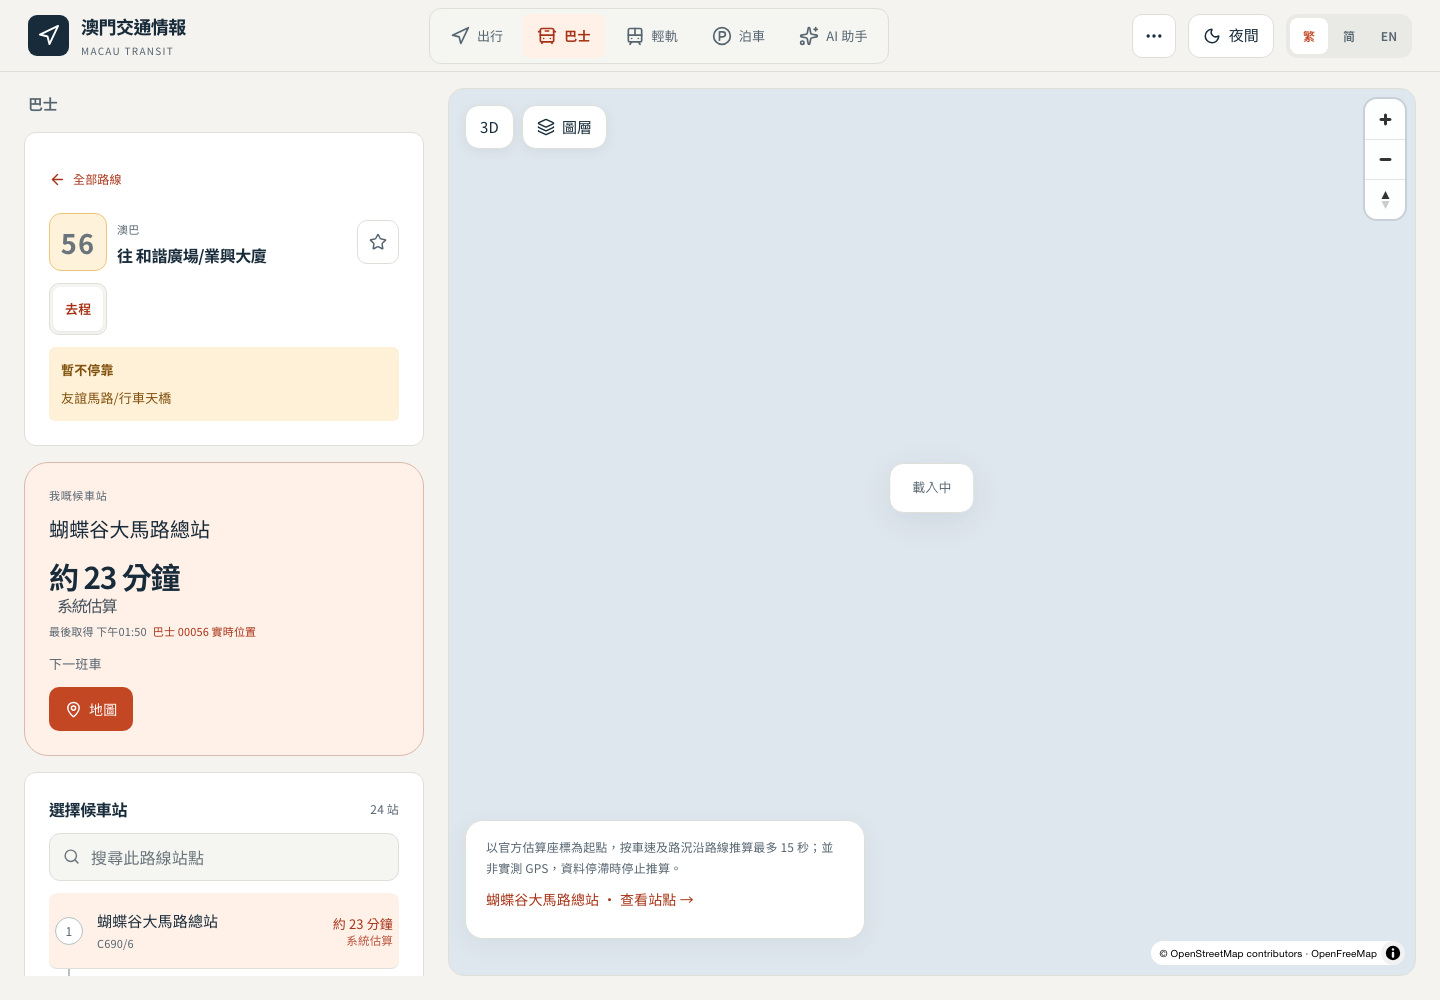 澳門交通情報
MACAU TRANSIT
出行
巴士
輕軌
泊車
AI 助手
夜間
繁
简
EN
巴士
全部路線
56
澳巴
往 和諧廣場/業興大廈
去程
暫不停靠
友誼馬路/行車天橋
我嘅候車站
蝴蝶谷大馬路總站
約 23 分鐘
系統估算
最後取得 下午01:50 巴士 00056 實時位置
下一班車
地圖
選擇候車站
24 站
搜尋此路線站點
1
蝴蝶谷大馬路總站
C690/6
約 23 分鐘
系統估算
3D
圖層
載入中
以官方估算座標為起點，按車速及路況沿路線推算最多 15 秒；並
非實測 GPS，資料停滯時停止推算。
蝴蝶谷大馬路總站 · 查看站點 →
© OpenStreetMap contributors · OpenFreeMap